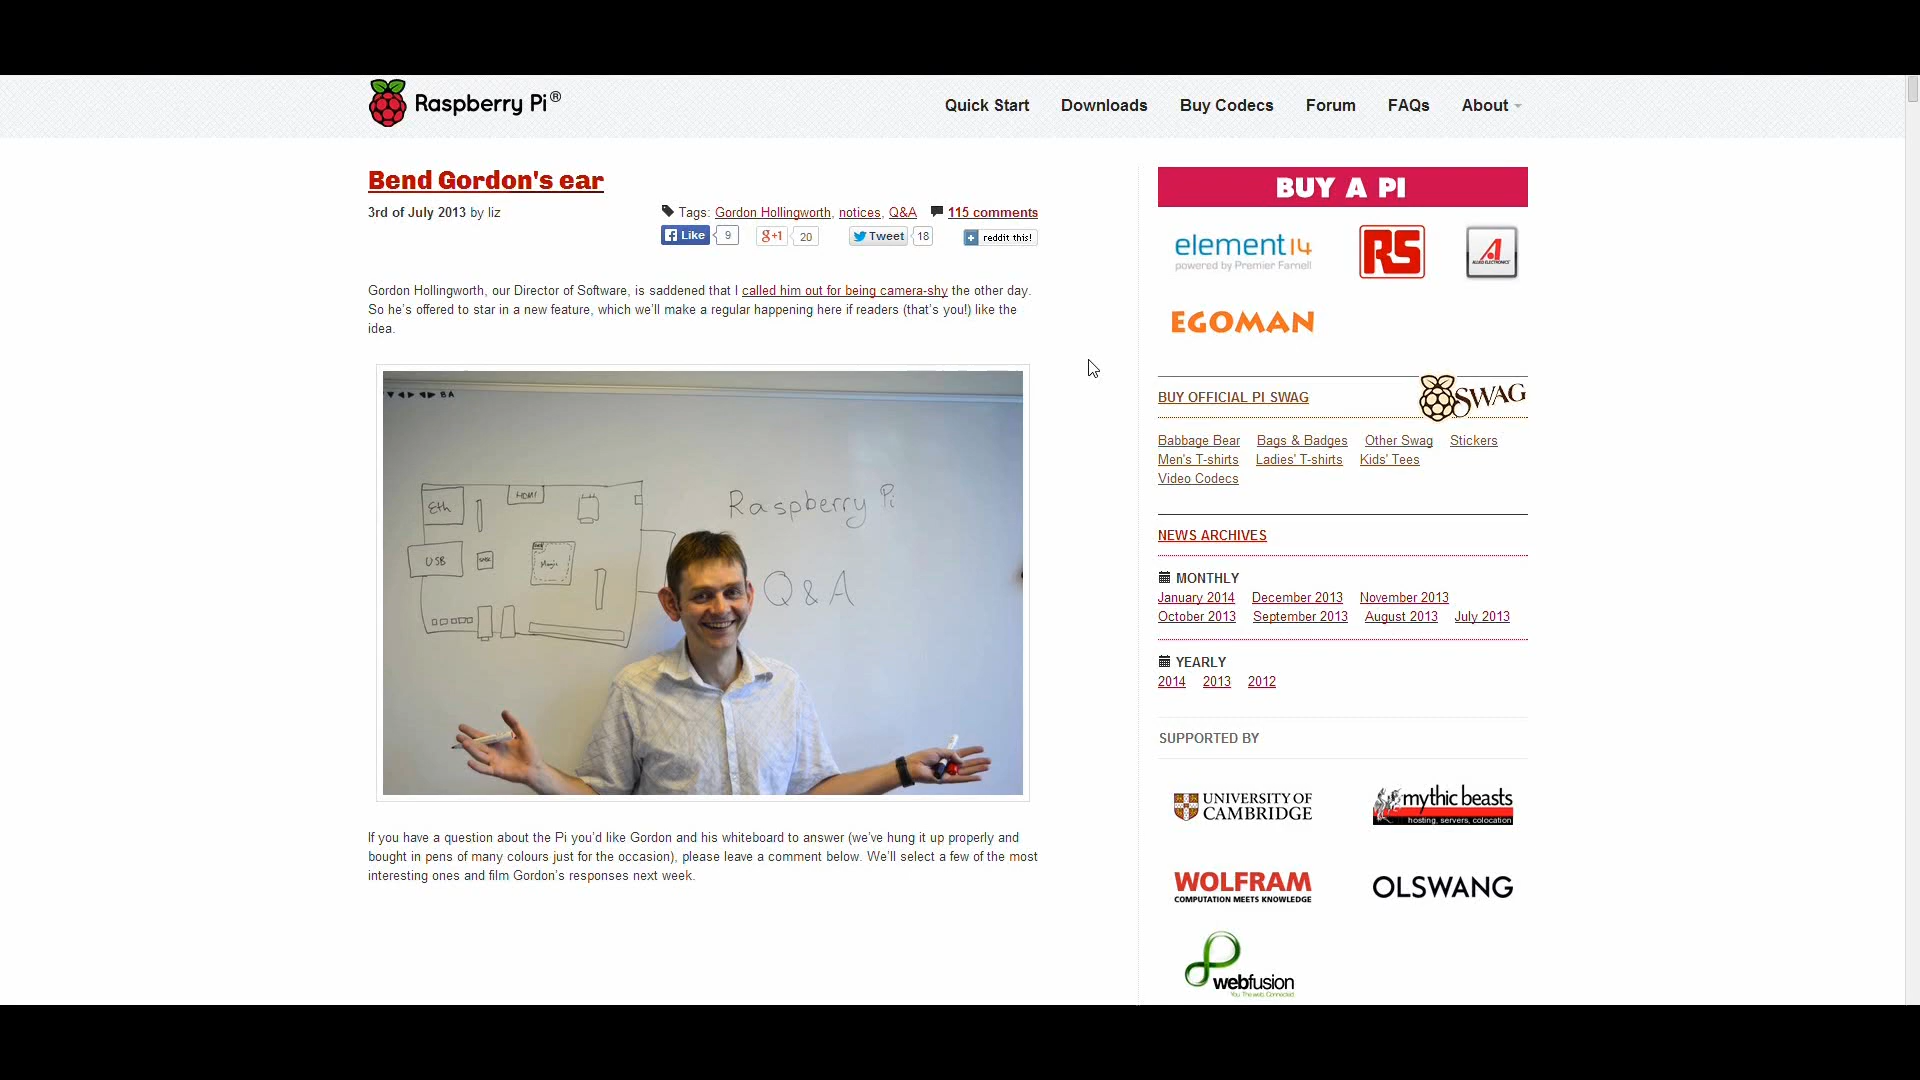 Raspberry Pi®
Quick Start Downloads Buy Codecs Forum FAQs About
Bend Gordon's ear
3rd of July 2013 by liz
Tags: Gordon Hollingworth, notices, Q&A 115 comments
Like 9 g+1 20 Tweet 18 reddit this!
Gordon Hollingworth, our Director of Software, is saddened that I called him out for being camera-shy the other day.
So he's offered to star in a new feature, which we'll make a regular happening here if readers (that's you!) like the
idea.
▼ ◀ ▶ ◀▶ B A
Eth HDMI
Raspberry Pi
USB
Magic
Q & A
If you have a question about the Pi you'd like Gordon and his whiteboard to answer (we've hung it up properly and
bought in pens of many colours just for the occasion), please leave a comment below. We'll select a few of the most
interesting ones and film Gordon's responses next week.
BUY A PI
element14
powered by Premier Farnell
RS
A
ALLIED ELECTRONICS
EGOMAN
BUY OFFICIAL PI SWAG
SWAG
Babbage Bear Bags & Badges Other Swag Stickers
Men's T-shirts Ladies' T-shirts Kids' Tees
Video Codecs
NEWS ARCHIVES
MONTHLY
January 2014 December 2013 November 2013
October 2013 September 2013 August 2013 July 2013
YEARLY
2014 2013 2012
SUPPORTED BY
UNIVERSITY OF
CAMBRIDGE
mythic beasts
hosting, servers, colocation
WOLFRAM
COMPUTATION MEETS KNOWLEDGE
OLSWANG
webfusion
You. The web. Connected.